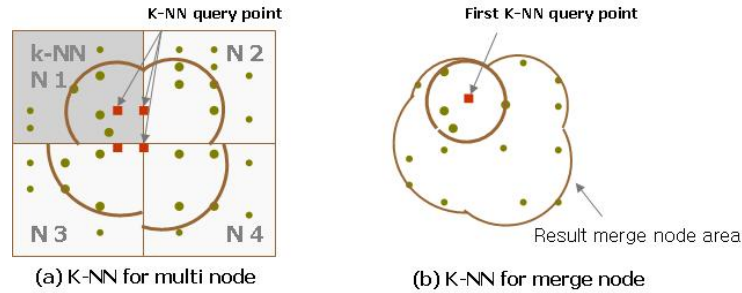 K-NN query point
k-NN
N 1
N 2
N 3
N 4
(a) K-NN for multi node
First K-NN query point
Result merge node area
(b) K-NN for merge node